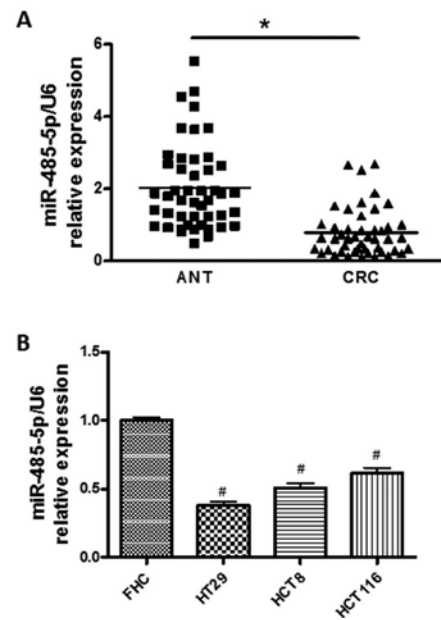 A
*
miR-485-5p/U6
relative expression
6
4
2
0
ANT
CRC
B
miR-485-5p/U6
relative expression
1.5
1.0
0.5
0.0
#
#
#
FHC
HT29
HCT8
HCT116